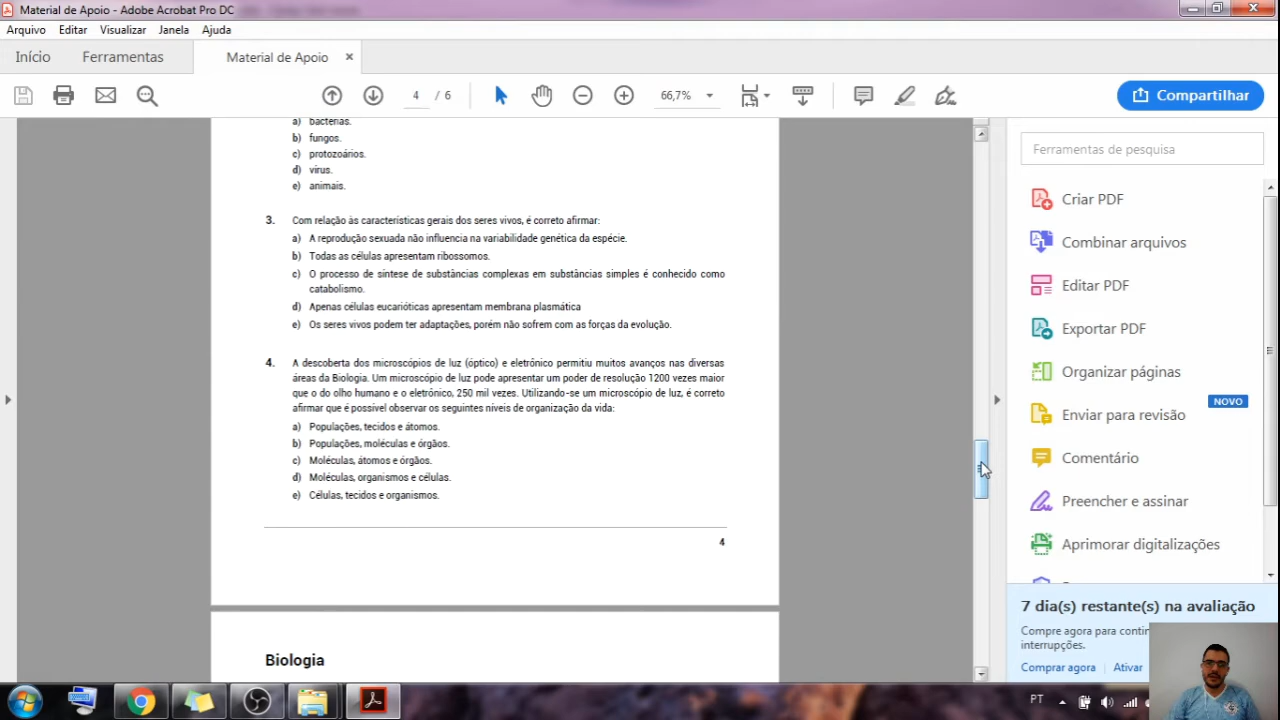 Material de Apoio - Adobe Acrobat Pro DC
Arquivo Editar Visualizar Janela Ajuda
Início Ferramentas Material de Apoio ×
4 / 6 66,7% Compartilhar
a) bactérias.
b) fungos.
c) protozoários.
d) vírus.
e) animais.
3. Com relação às características gerais dos seres vivos, é correto afirmar:
a) A reprodução sexuada não influencia na variabilidade genética da espécie.
b) Todas as células apresentam ribossomos.
c) O processo de síntese de substâncias complexas em substâncias simples é conhecido como
catabolismo.
d) Apenas células eucarióticas apresentam membrana plasmática
e) Os seres vivos podem ter adaptações, porém não sofrem com as forças da evolução.
4. A descoberta dos microscópios de luz (óptico) e eletrônico permitiu muitos avanços nas diversas
áreas da Biologia. Um microscópio de luz pode apresentar um poder de resolução 1200 vezes maior
que o do olho humano e o eletrônico, 250 mil vezes. Utilizando-se um microscópio de luz, é correto
afirmar que é possível observar os seguintes níveis de organização da vida:
a) Populações, tecidos e átomos.
b) Populações, moléculas e órgãos.
c) Moléculas, átomos e órgãos.
d) Moléculas, organismos e células.
e) Células, tecidos e organismos.
4
Biologia
Ferramentas de pesquisa
Criar PDF
Combinar arquivos
Editar PDF
Exportar PDF
Organizar páginas
NOVO
Enviar para revisão
Comentário
Preencher e assinar
Aprimorar digitalizações
7 dia(s) restante(s) na avaliação
Compre agora para
interrupções.
Comprar agora Ativar
PT